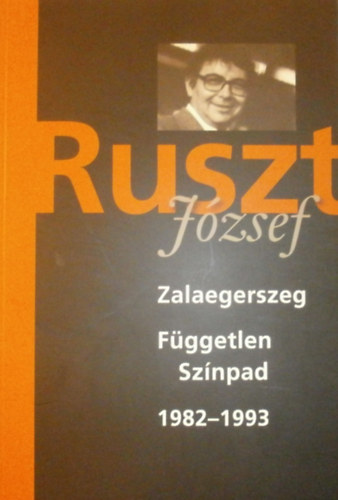 Ruszt
József
Zalaegerszeg
Független
Színpad
1982–1993